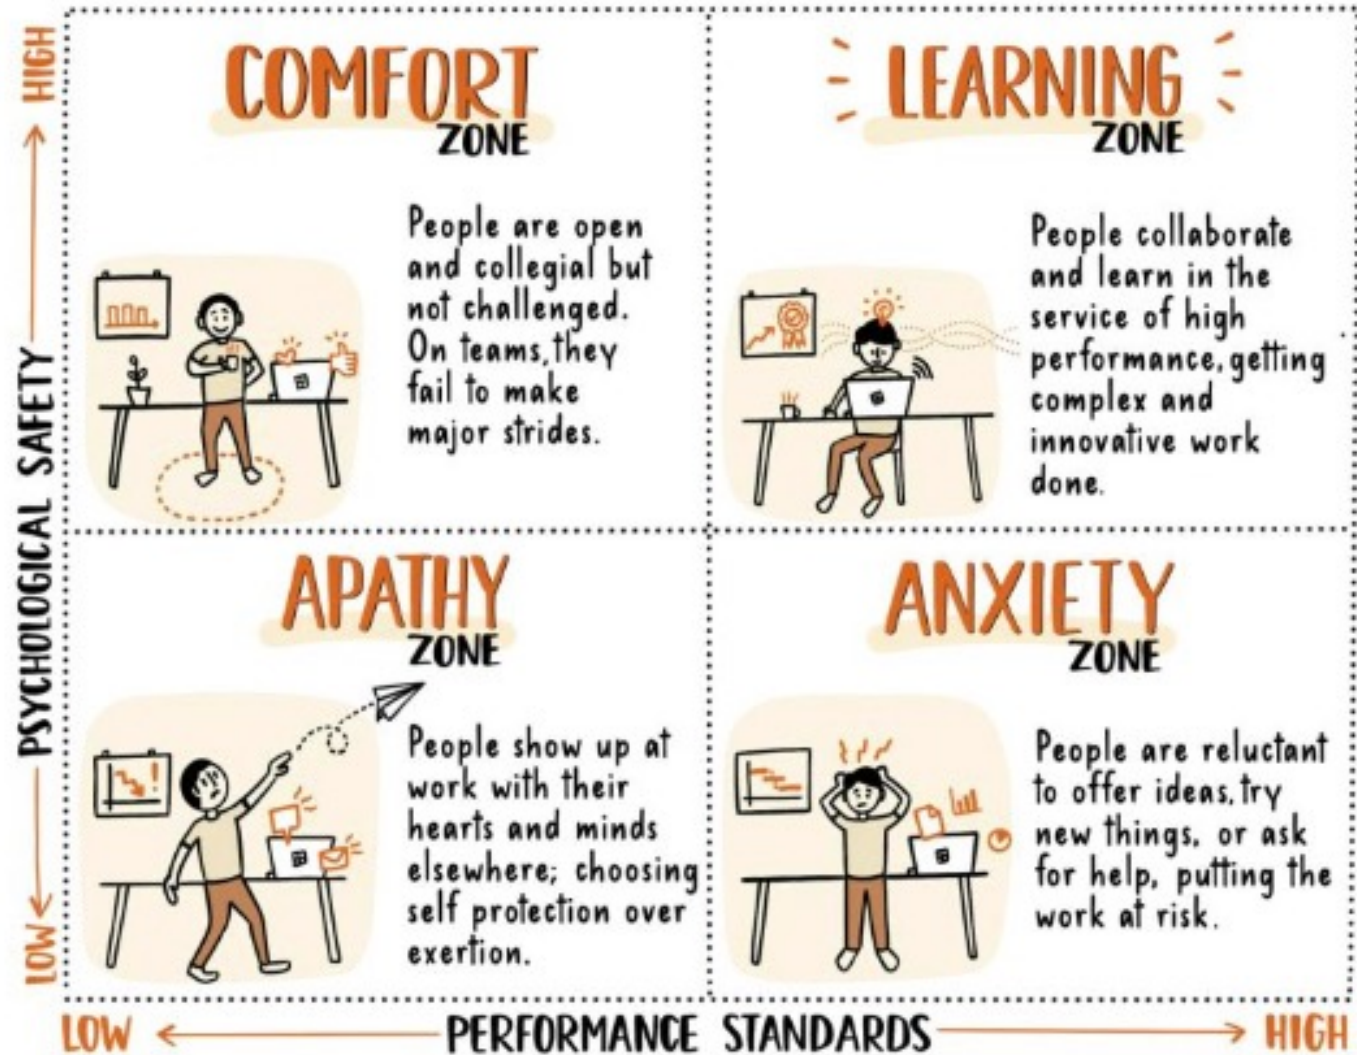 HIGH
PSYCHOLOGICAL SAFETY
LOW
COMFORT
ZONE
People are open
and collegial but
not challenged.
On teams, they
fail to make
major strides.
LEARNING
ZONE
People collaborate
and learn in the
service of high
performance, getting
complex and
innovative work
done.
APATHY
ZONE
People show up at
work with their
hearts and minds
elsewhere; choosing
self protection over
exertion.
ANXIETY
ZONE
People are reluctant
to offer ideas, try
new things, or ask
for help, putting the
work at risk.
LOW PERFORMANCE STANDARDS HIGH